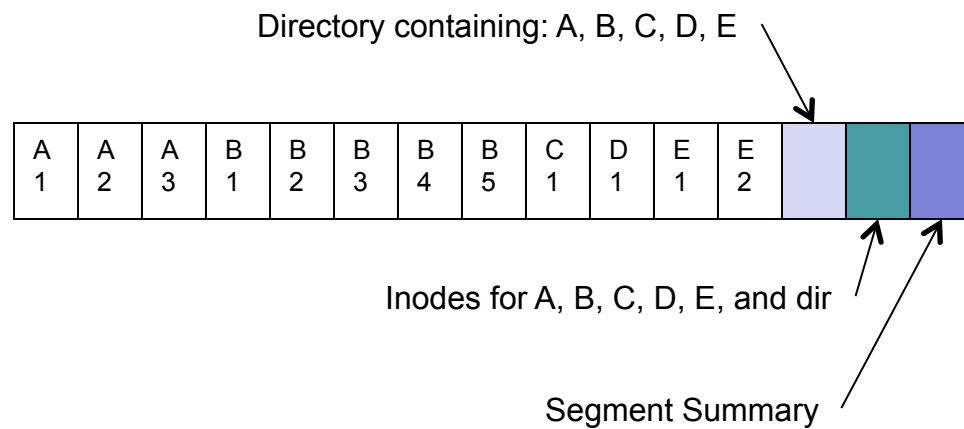 Directory containing: A, B, C, D, E
A A A B B B B B C D E E
1 2 3 1 2 3 4 5 1 1 1 2
Inodes for A, B, C, D, E, and dir
Segment Summary